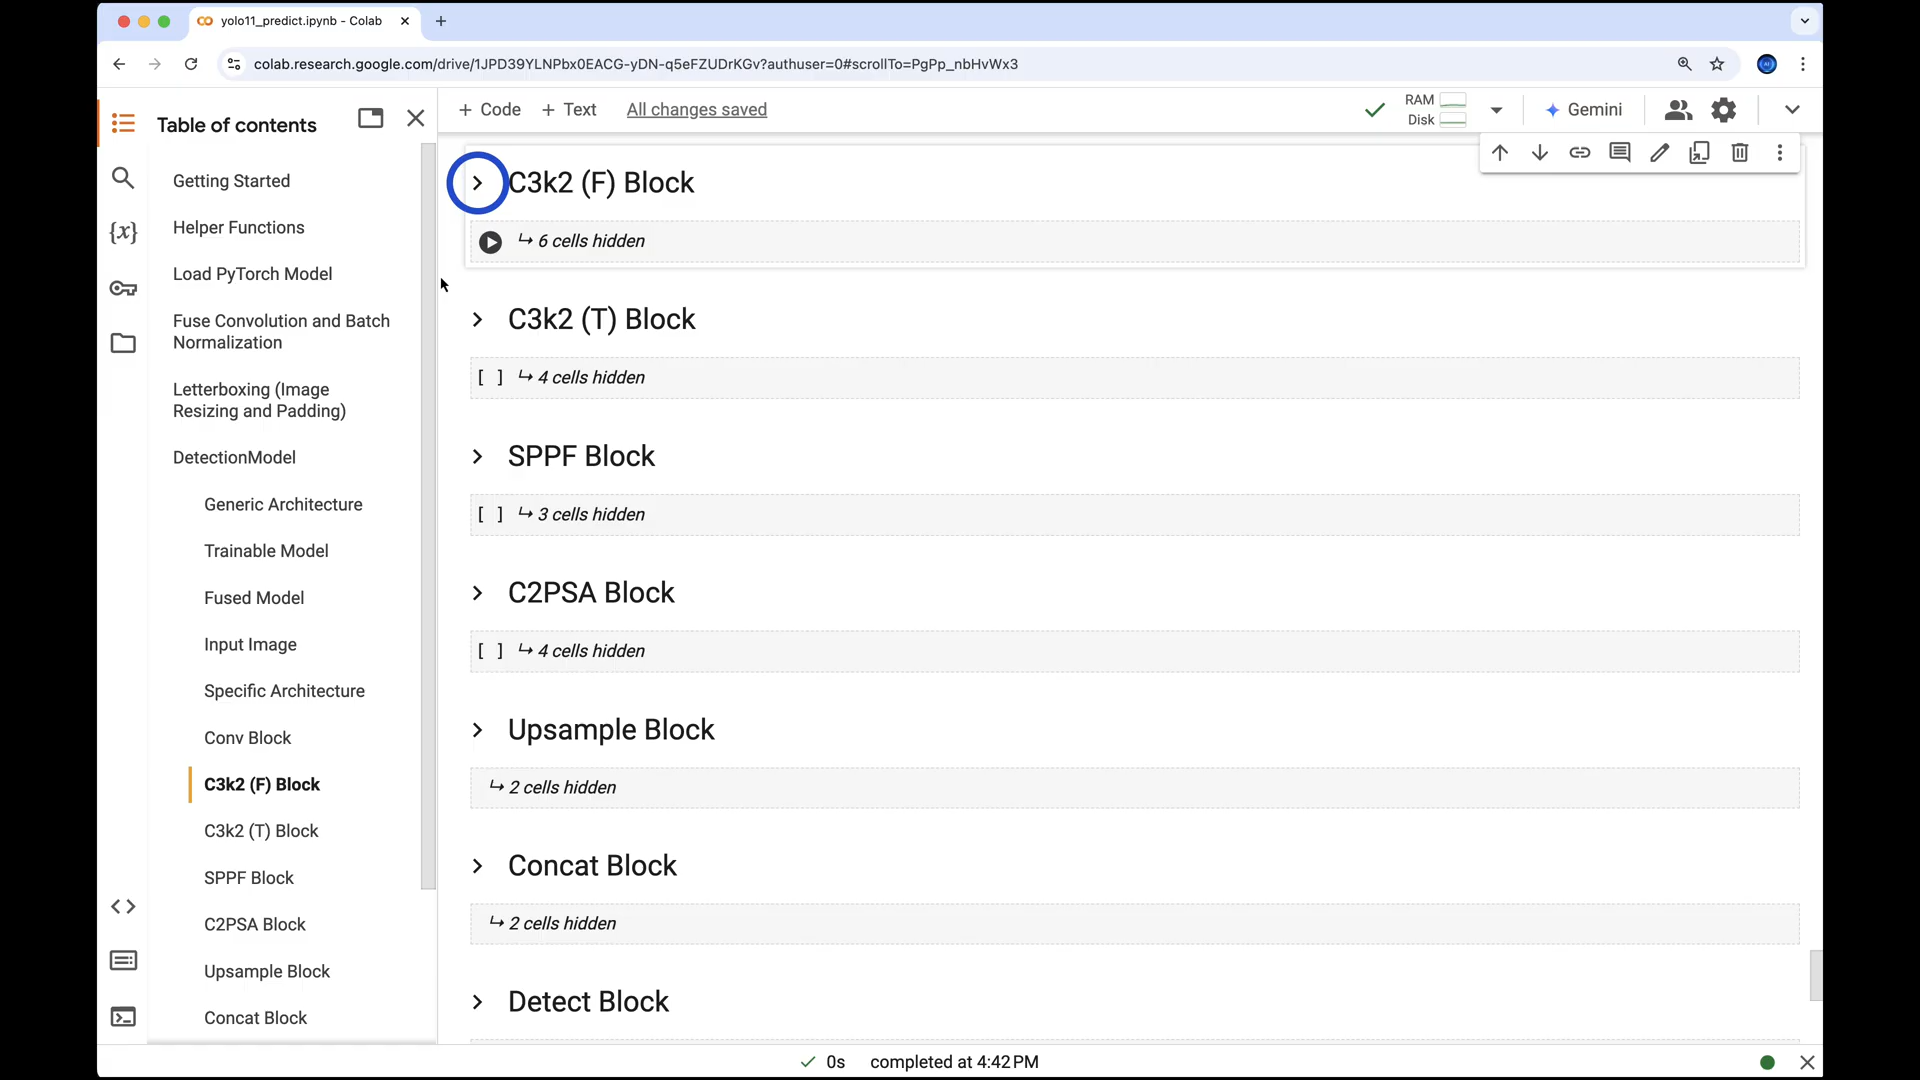 yolo11_predict.ipynb - Colab
colab.research.google.com/drive/1JPD39YLNPbx0EACG-yDN-q5eFZUDrKGv?authuser=0#scrollTo=PgPp_nbHvWx3
Table of contents
+ Code + Text All changes saved
RAM
Disk
Gemini
Getting Started
Helper Functions
Load PyTorch Model
Fuse Convolution and Batch
Normalization
Letterboxing (Image
Resizing and Padding)
DetectionModel
Generic Architecture
Trainable Model
Fused Model
Input Image
Specific Architecture
Conv Block
C3k2 (F) Block
C3k2 (T) Block
SPPF Block
C2PSA Block
Upsample Block
Concat Block
C3k2 (F) Block
↳ 6 cells hidden
C3k2 (T) Block
[ ] ↳ 4 cells hidden
SPPF Block
[ ] ↳ 3 cells hidden
C2PSA Block
[ ] ↳ 4 cells hidden
Upsample Block
↳ 2 cells hidden
Concat Block
↳ 2 cells hidden
Detect Block
0s completed at 4:42 PM